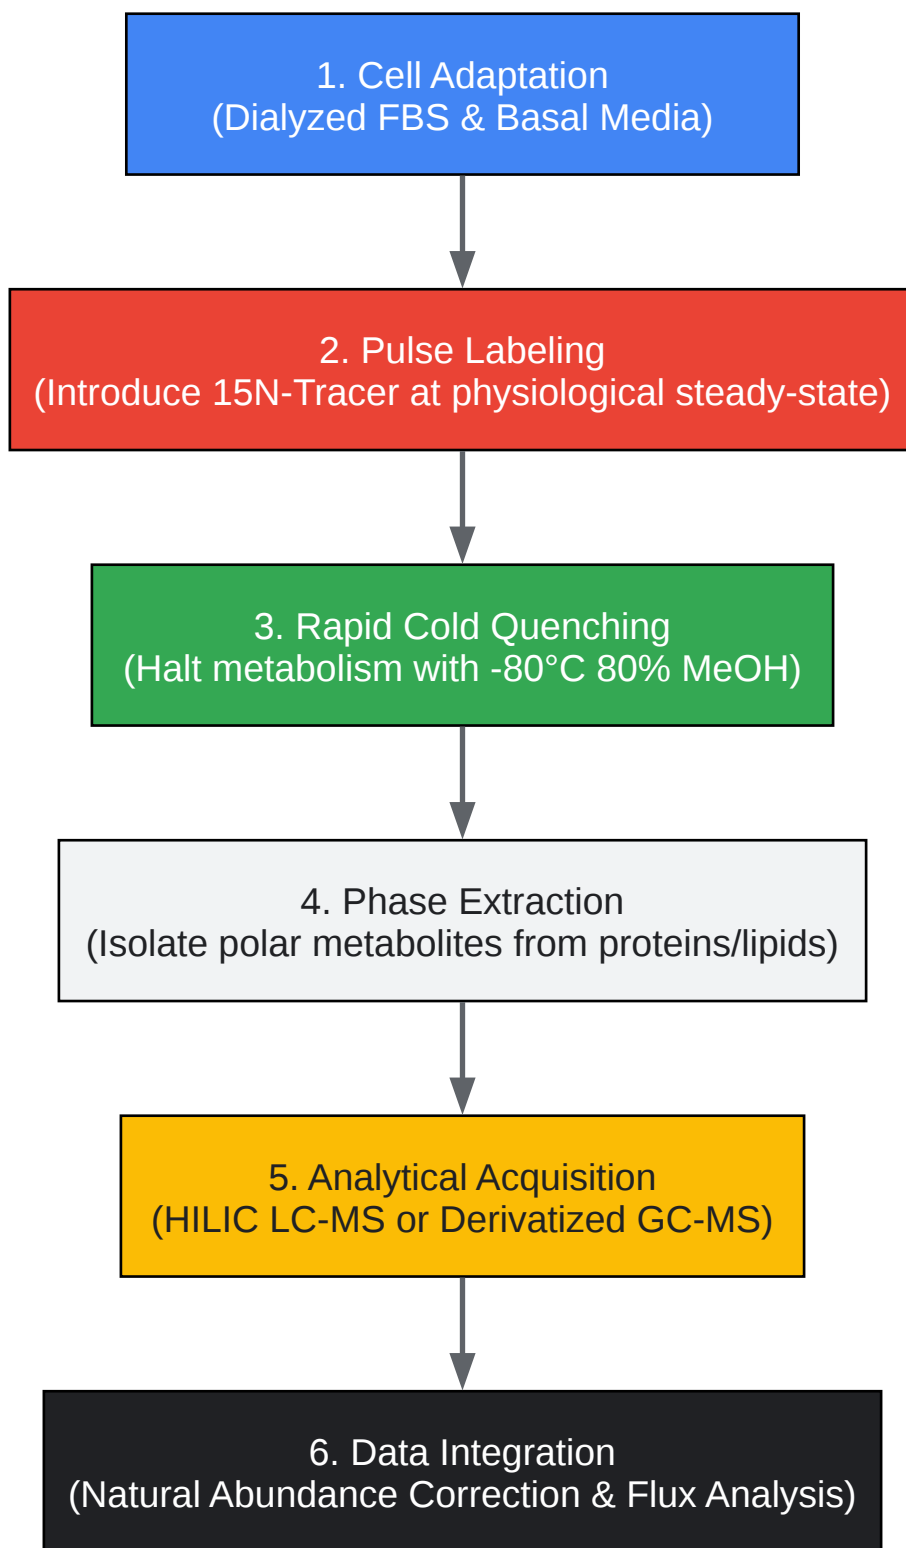 1. Cell Adaptation
(Dialyzed FBS & Basal Media)
2. Pulse Labeling
(Introduce 15N-Tracer at physiological steady-state)
3. Rapid Cold Quenching
(Halt metabolism with -80°C 80% MeOH)
4. Phase Extraction
(Isolate polar metabolites from proteins/lipids)
5. Analytical Acquisition
(HILIC LC-MS or Derivatized GC-MS)
6. Data Integration
(Natural Abundance Correction & Flux Analysis)